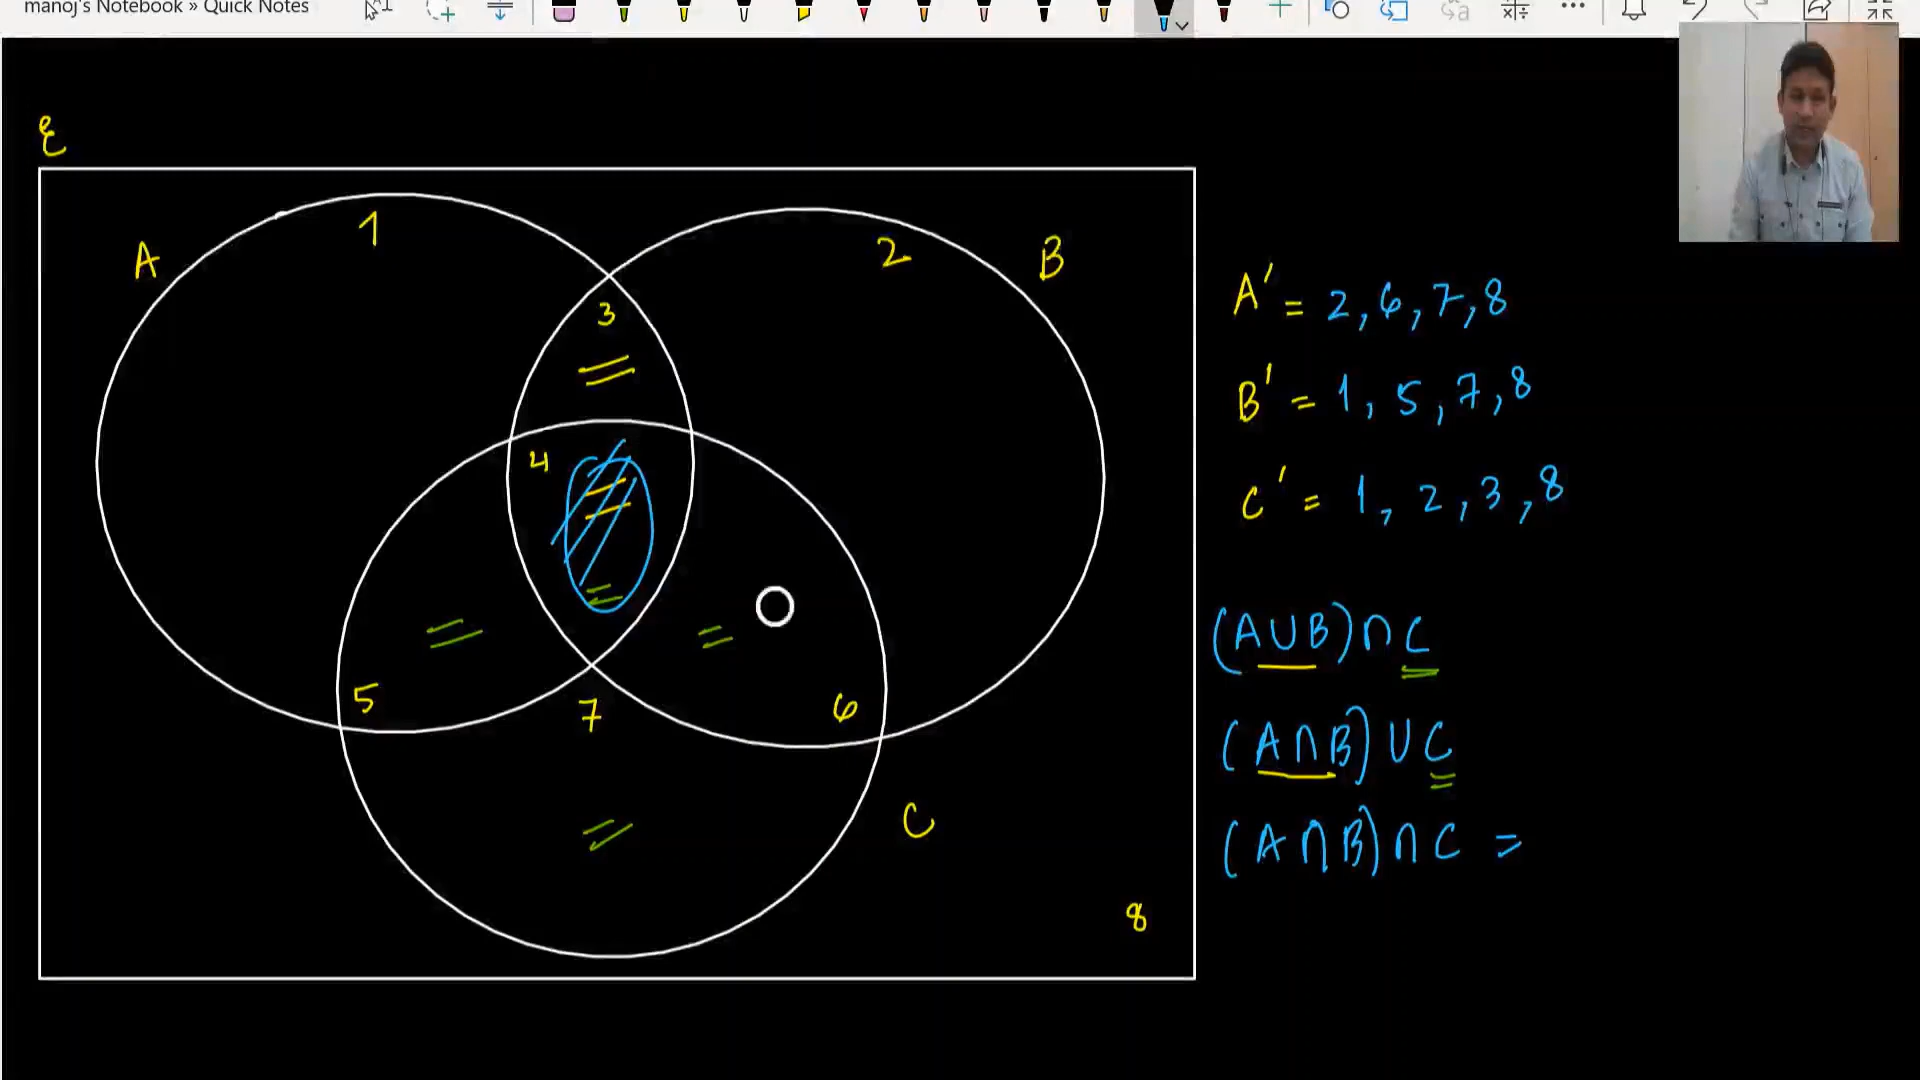 manoj's Notebook » Quick Notes
ξ
A
1
2
B
3
4
5
7
6
C
8
A' = 2, 6, 7, 8
B' = 1, 5, 7, 8
C' = 1, 2, 3, 8
(A∪B)∩C
(A∩B)∪C
(A∩B)∩C =